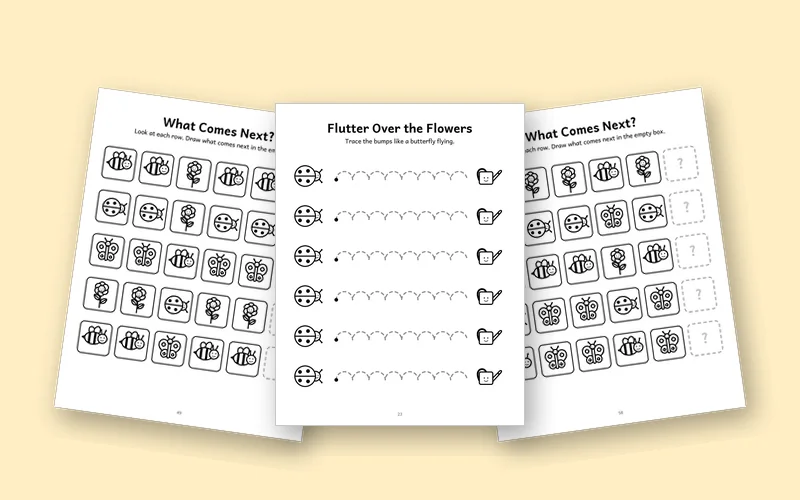 What Comes Next?
Look at each row. Draw what comes next in the em
49
Flutter Over the Flowers
Trace the bumps like a butterfly flying.
What Comes Next?
each row. Draw what comes next in the empty box.
?
?
?
?
?